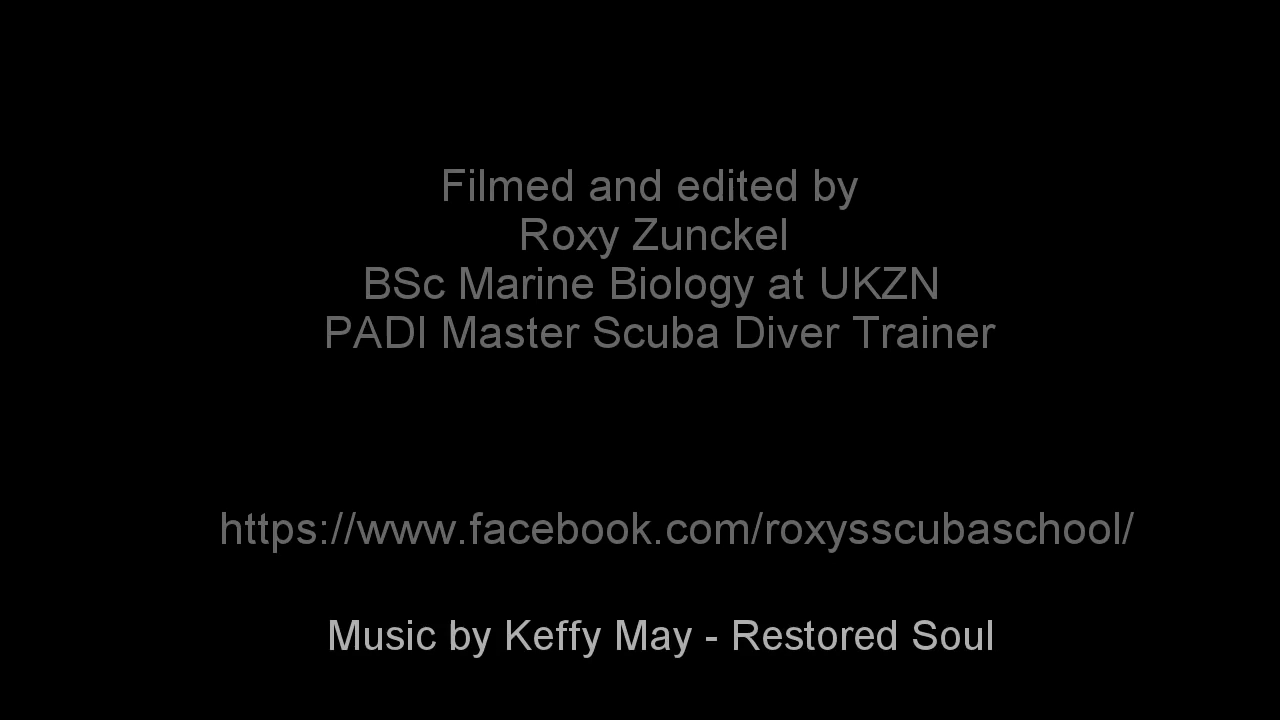 Filmed and edited by
Roxy Zunckel
BSc Marine Biology at UKZN
PADI Master Scuba Diver Trainer
https://www.facebook.com/roxysscubaschool/
Music by Keffy May - Restored Soul